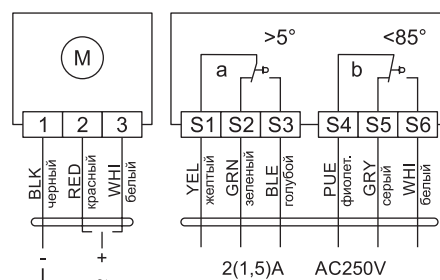 M
>5°
<85°
a
b
1 2 3
S1 S2 S3 S4 S5 S6
BLK
черный
RED
красный
WHI
белый
YEL
желтый
GRN
зеленый
BLE
голубой
PUE
фиолет.
GRY
серый
WHI
белый
- +
2(1,5)A AC250V